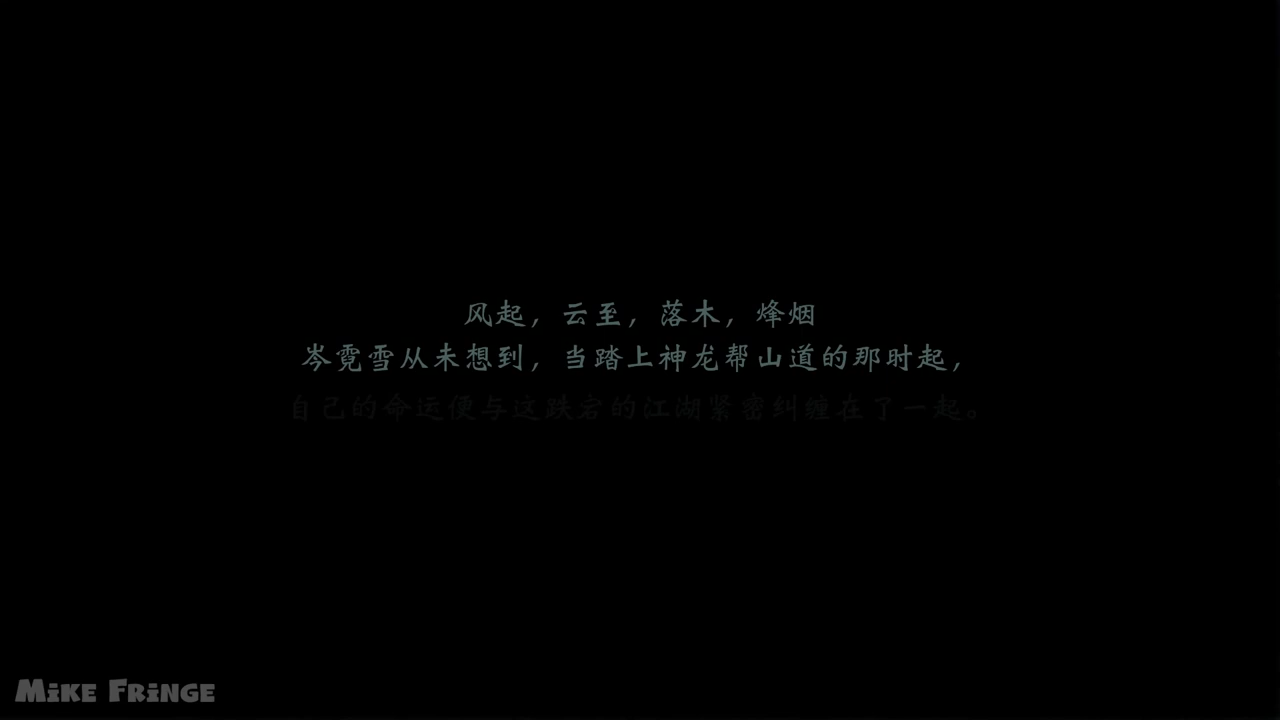 风起，云至，落木，烽烟
岑霓雪从未想到，当踏上神龙帮山道的那时起，
自己的命运便与这跌宕的江湖紧密纠缠在了一起。
MIKE FRINGE